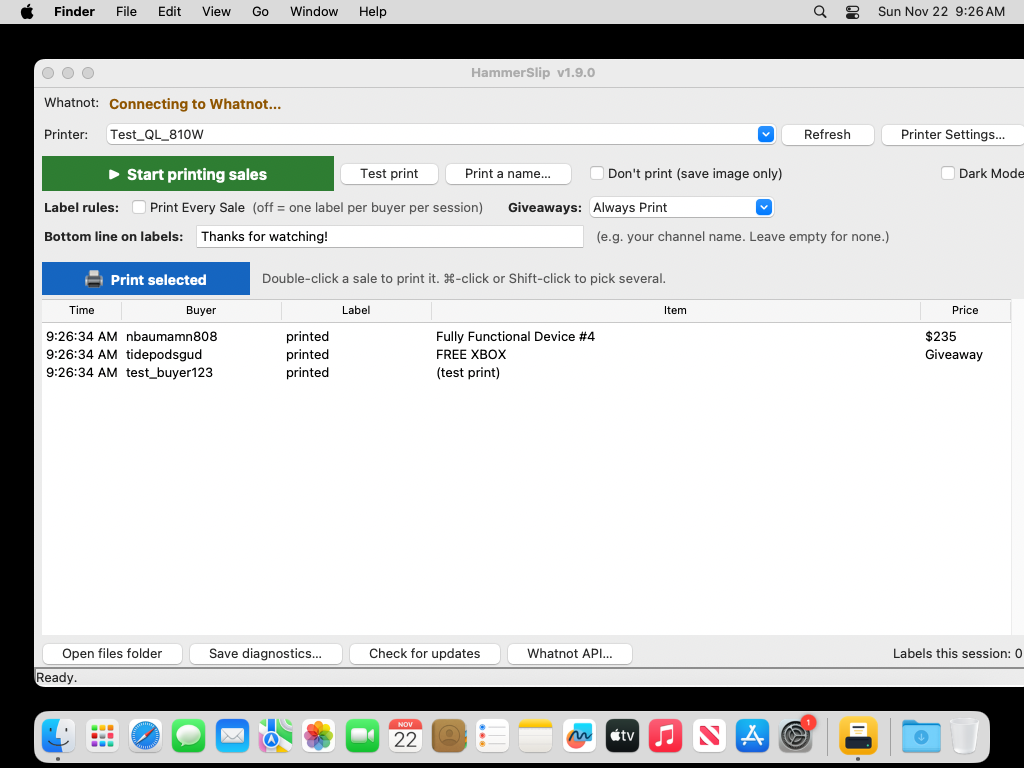 Finder File Edit View Go Window Help Sun Nov 22 9:26 AM
HammerSlip v1.9.0
Whatnot: Connecting to Whatnot...
Printer: Test_QL_810W Refresh Printer Settings...
▶ Start printing sales Test print Print a name... Don't print (save image only) Dark Mode
Label rules: Print Every Sale (off = one label per buyer per session) Giveaways: Always Print
Bottom line on labels: Thanks for watching! (e.g. your channel name. Leave empty for none.)
Print selected Double-click a sale to print it. ⌘-click or Shift-click to pick several.
Time Buyer Label Item Price
9:26:34 AM nbaumamn808 printed Fully Functional Device #4 $235
9:26:34 AM tidepodsgud printed FREE XBOX Giveaway
9:26:34 AM test_buyer123 printed (test print)
Open files folder Save diagnostics... Check for updates Whatnot API... Labels this session: 0
Ready.
NOV
22
tv
1